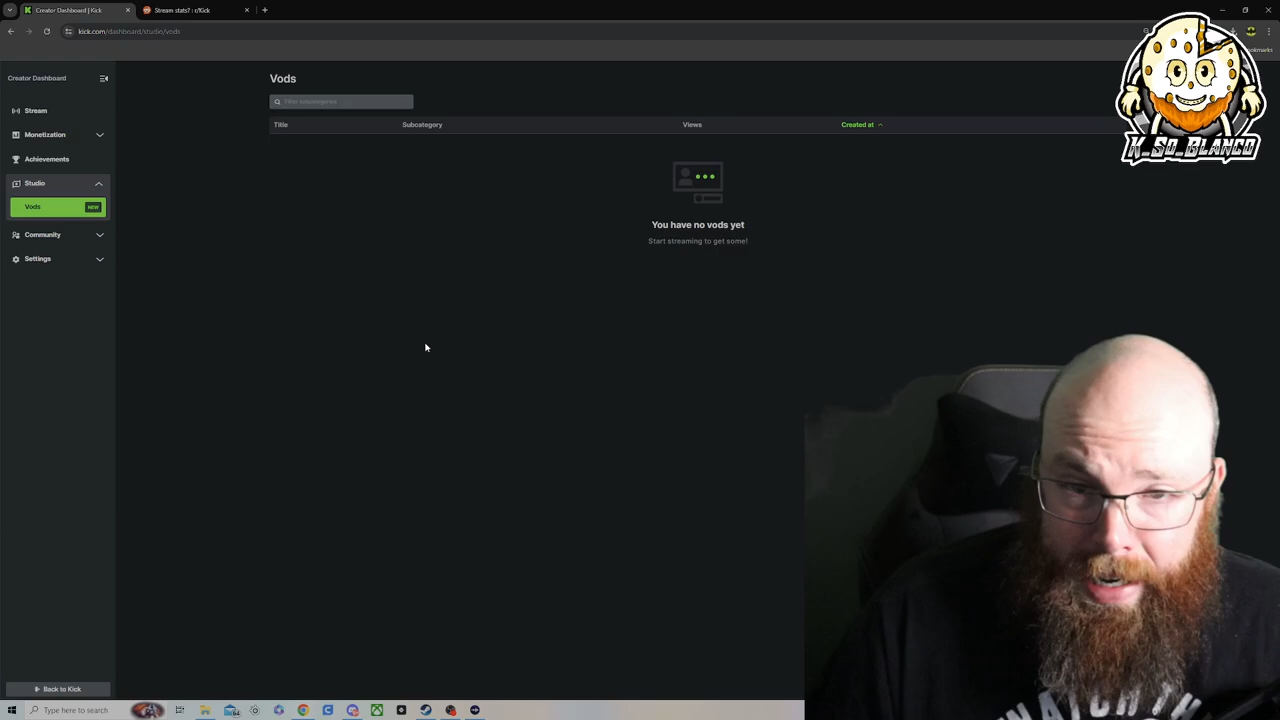 Creator Dashboard | Kick
Stream stats? : r/Kick
kick.com/dashboard/studio/vods
Creator Dashboard
Stream
Monetization
Achievements
Studio
Vods NEW
Community
Settings
Back to Kick
Vods
Filter subcategories
Title Subcategory Views Created at
You have no vods yet
Start streaming to get some!
K_So_Blanco
Type here to search